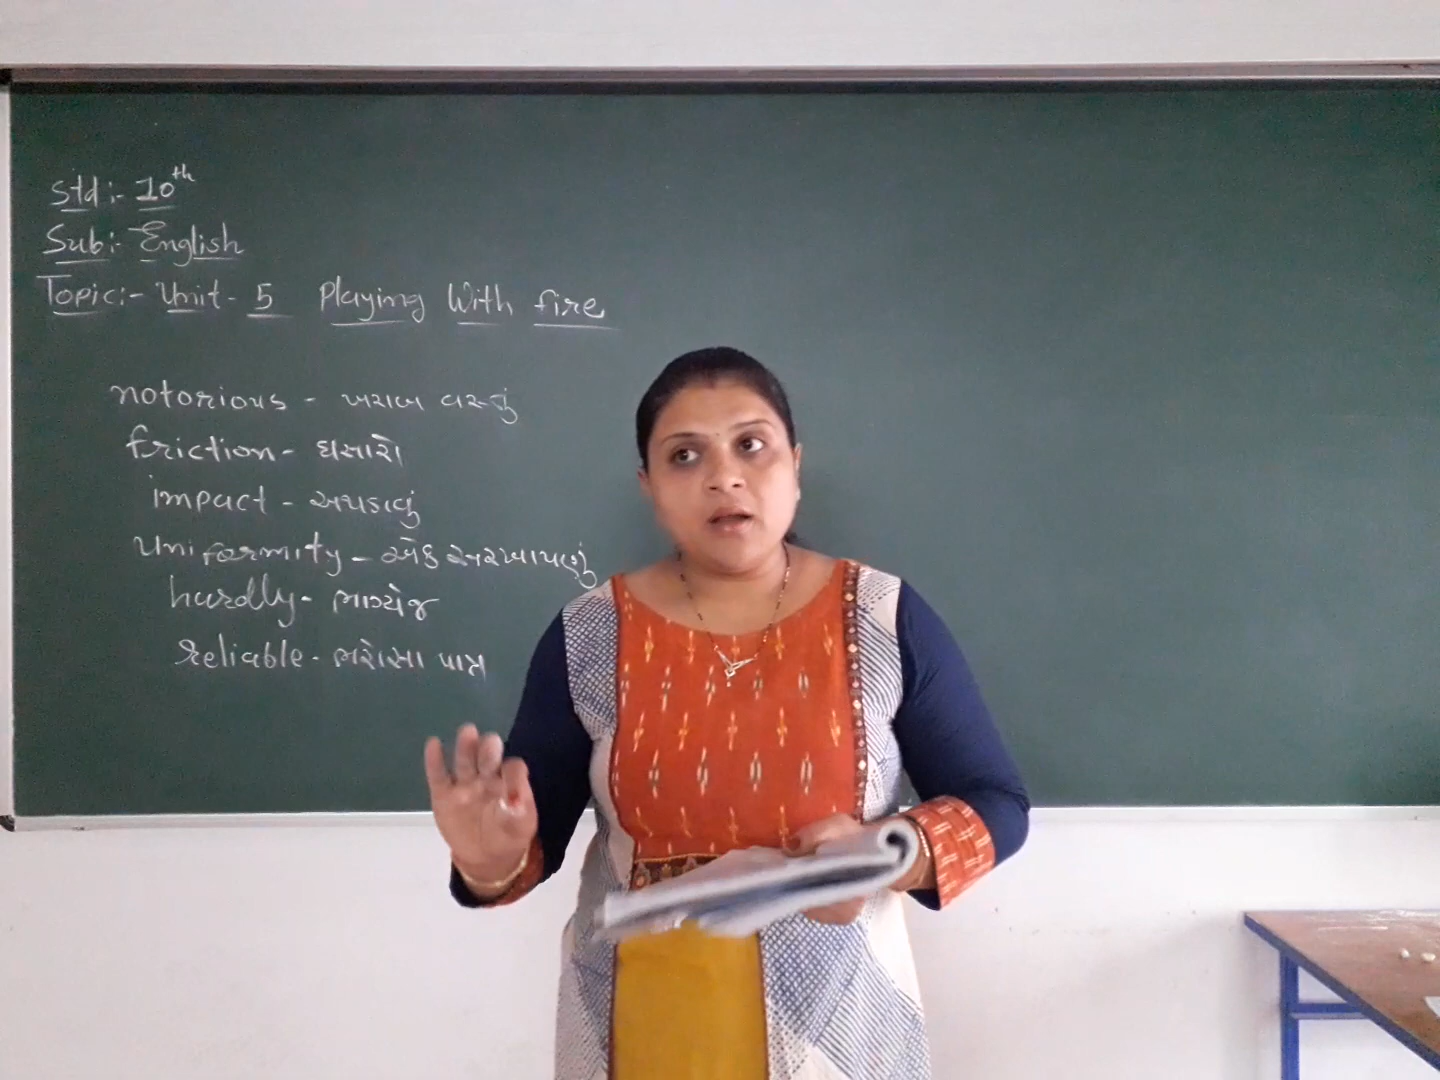 Std:- 10th
Sub:- English
Topic:- Unit - 5 Playing With fire
notorious - ખરાબ વસ્તું
friction - ઘસારો
impact - અથડાવું
Uniformity - એક સરખાપણું
hardly - ભાગ્યેજ
reliable - ભરોસા પાત્ર